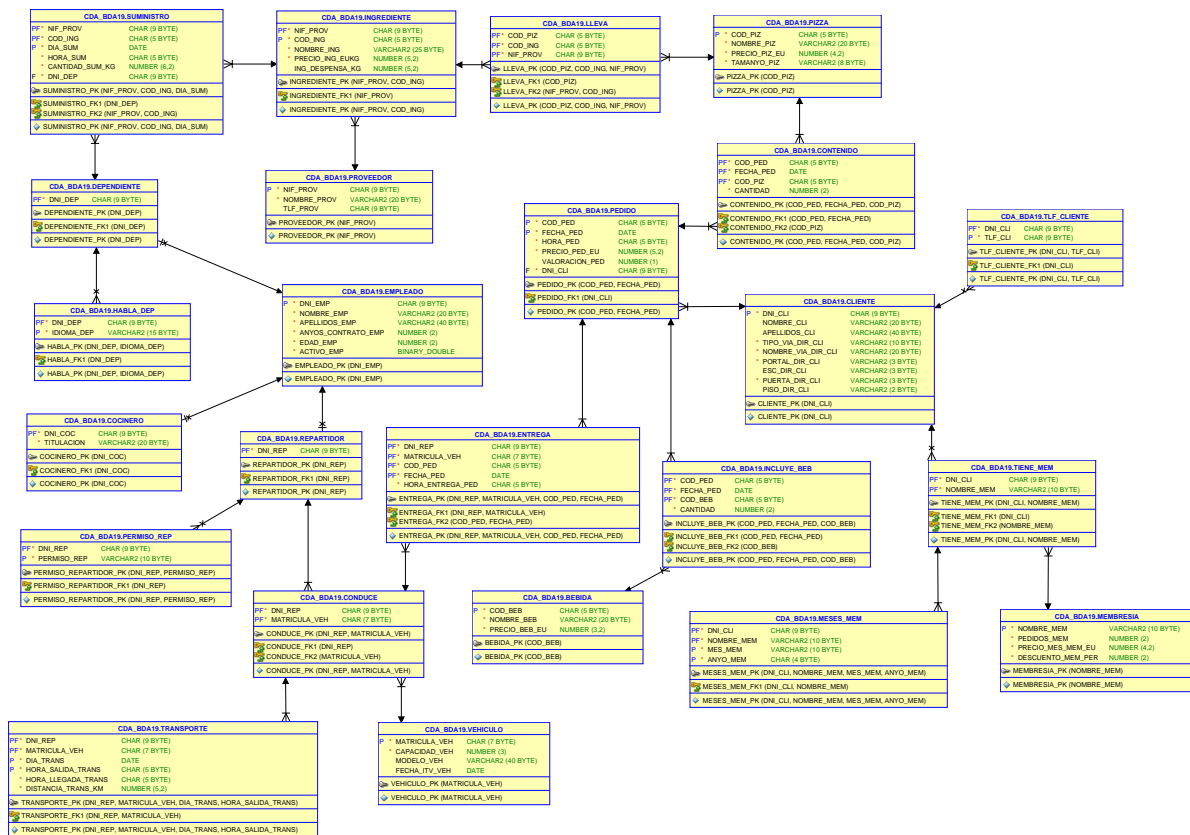 CDA_BDA19.SUMINISTRO
PF* NIF_PROV CHAR (9 BYTE)
PF* COD_ING CHAR (5 BYTE)
P * DIA_SUM DATE
* HORA_SUM CHAR (5 BYTE)
* CANTIDAD_SUM_KG NUMBER (6,2)
F * DNI_DEP CHAR (9 BYTE)
SUMINISTRO_PK (NIF_PROV, COD_ING, DIA_SUM)
SUMINISTRO_FK1 (DNI_DEP)
SUMINISTRO_FK2 (NIF_PROV, COD_ING)
SUMINISTRO_PK (NIF_PROV, COD_ING, DIA_SUM)
CDA_BDA19.INGREDIENTE
PF* NIF_PROV CHAR (9 BYTE)
P * COD_ING CHAR (5 BYTE)
* NOMBRE_ING VARCHAR2 (25 BYTE)
* PRECIO_ING_EUKG NUMBER (5,2)
ING_DESPENSA_KG NUMBER (5,2)
INGREDIENTE_PK (NIF_PROV, COD_ING)
INGREDIENTE_FK1 (NIF_PROV)
INGREDIENTE_PK (NIF_PROV, COD_ING)
CDA_BDA19.LLEVA
PF* COD_PIZ CHAR (5 BYTE)
PF* COD_ING CHAR (5 BYTE)
PF* NIF_PROV CHAR (9 BYTE)
LLEVA_PK (COD_PIZ, COD_ING, NIF_PROV)
LLEVA_FK1 (COD_PIZ)
LLEVA_FK2 (NIF_PROV, COD_ING)
LLEVA_PK (COD_PIZ, COD_ING, NIF_PROV)
CDA_BDA19.PIZZA
P * COD_PIZ CHAR (5 BYTE)
* NOMBRE_PIZ VARCHAR2 (20 BYTE)
* PRECIO_PIZ_EU NUMBER (4,2)
* TAMANYO_PIZ VARCHAR2 (8 BYTE)
PIZZA_PK (COD_PIZ)
PIZZA_PK (COD_PIZ)
CDA_BDA19.DEPENDIENTE
PF* DNI_DEP CHAR (9 BYTE)
DEPENDIENTE_PK (DNI_DEP)
DEPENDIENTE_FK1 (DNI_DEP)
DEPENDIENTE_PK (DNI_DEP)
CDA_BDA19.PROVEEDOR
P * NIF_PROV CHAR (9 BYTE)
* NOMBRE_PROV VARCHAR2 (20 BYTE)
TLF_PROV CHAR (9 BYTE)
PROVEEDOR_PK (NIF_PROV)
PROVEEDOR_PK (NIF_PROV)
CDA_BDA19.CONTENIDO
PF* COD_PED CHAR (5 BYTE)
PF* FECHA_PED DATE
PF* COD_PIZ CHAR (5 BYTE)
* CANTIDAD NUMBER (2)
CONTENIDO_PK (COD_PED, FECHA_PED, COD_PIZ)
CONTENIDO_FK1 (COD_PED, FECHA_PED)
CONTENIDO_FK2 (COD_PIZ)
CONTENIDO_PK (COD_PED, FECHA_PED, COD_PIZ)
CDA_BDA19.PEDIDO
P * COD_PED CHAR (5 BYTE)
P * FECHA_PED DATE
* HORA_PED CHAR (5 BYTE)
* PRECIO_PED_EU NUMBER (5,2)
VALORACION_PED NUMBER (1)
F * DNI_CLI CHAR (9 BYTE)
PEDIDO_PK (COD_PED, FECHA_PED)
PEDIDO_FK1 (DNI_CLI)
PEDIDO_PK (COD_PED, FECHA_PED)
CDA_BDA19.TLF_CLIENTE
PF* DNI_CLI CHAR (9 BYTE)
P * TLF_CLI CHAR (9 BYTE)
TLF_CLIENTE_PK (DNI_CLI, TLF_CLI)
TLF_CLIENTE_FK1 (DNI_CLI)
TLF_CLIENTE_PK (DNI_CLI, TLF_CLI)
CDA_BDA19.HABLA_DEP
PF* DNI_DEP CHAR (9 BYTE)
P * IDIOMA_DEP VARCHAR2 (15 BYTE)
HABLA_PK (DNI_DEP, IDIOMA_DEP)
HABLA_FK1 (DNI_DEP)
HABLA_PK (DNI_DEP, IDIOMA_DEP)
CDA_BDA19.EMPLEADO
P * DNI_EMP CHAR (9 BYTE)
* NOMBRE_EMP VARCHAR2 (20 BYTE)
* APELLIDOS_EMP VARCHAR2 (40 BYTE)
* ANYOS_CONTRATO_EMP NUMBER (2)
* EDAD_EMP NUMBER (2)
* ACTIVO_EMP BINARY_DOUBLE
EMPLEADO_PK (DNI_EMP)
EMPLEADO_PK (DNI_EMP)
CDA_BDA19.CLIENTE
P * DNI_CLI CHAR (9 BYTE)
* NOMBRE_CLI VARCHAR2 (20 BYTE)
APELLIDOS_CLI VARCHAR2 (40 BYTE)
* TIPO_VIA_DIR_CLI VARCHAR2 (10 BYTE)
* NOMBRE_VIA_DIR_CLI VARCHAR2 (20 BYTE)
* PORTAL_DIR_CLI VARCHAR2 (3 BYTE)
ESC_DIR_CLI VARCHAR2 (3 BYTE)
* PUERTA_DIR_CLI VARCHAR2 (3 BYTE)
PISO_DIR_CLI VARCHAR2 (2 BYTE)
CLIENTE_PK (DNI_CLI)
CLIENTE_PK (DNI_CLI)
CDA_BDA19.COCINERO
PF* DNI_COC CHAR (9 BYTE)
* TITULACION VARCHAR2 (20 BYTE)
COCINERO_PK (DNI_COC)
COCINERO_FK1 (DNI_COC)
COCINERO_PK (DNI_COC)
CDA_BDA19.REPARTIDOR
PF* DNI_REP CHAR (9 BYTE)
REPARTIDOR_PK (DNI_REP)
REPARTIDOR_FK1 (DNI_REP)
REPARTIDOR_PK (DNI_REP)
CDA_BDA19.ENTREGA
PF* DNI_REP CHAR (9 BYTE)
PF* MATRICULA_VEH CHAR (7 BYTE)
PF* COD_PED CHAR (5 BYTE)
PF* FECHA_PED DATE
* HORA_ENTREGA_PED CHAR (5 BYTE)
ENTREGA_PK (DNI_REP, MATRICULA_VEH, COD_PED, FECHA_PED)
ENTREGA_FK1 (DNI_REP, MATRICULA_VEH)
ENTREGA_FK2 (COD_PED, FECHA_PED)
ENTREGA_PK (DNI_REP, MATRICULA_VEH, COD_PED, FECHA_PED)
CDA_BDA19.INCLUYE_BEB
PF* COD_PED CHAR (5 BYTE)
PF* FECHA_PED DATE
PF* COD_BEB CHAR (5 BYTE)
* CANTIDAD NUMBER (2)
INCLUYE_BEB_PK (COD_PED, FECHA_PED, COD_BEB)
INCLUYE_BEB_FK1 (COD_PED, FECHA_PED)
INCLUYE_BEB_FK2 (COD_BEB)
INCLUYE_BEB_PK (COD_PED, FECHA_PED, COD_BEB)
CDA_BDA19.TIENE_MEM
PF* DNI_CLI CHAR (9 BYTE)
PF* NOMBRE_MEM VARCHAR2 (10 BYTE)
TIENE_MEM_PK (DNI_CLI, NOMBRE_MEM)
TIENE_MEM_FK1 (DNI_CLI)
TIENE_MEM_FK2 (NOMBRE_MEM)
TIENE_MEM_PK (DNI_CLI, NOMBRE_MEM)
CDA_BDA19.PERMISO_REP
PF* DNI_REP CHAR (9 BYTE)
P * PERMISO_REP VARCHAR2 (10 BYTE)
PERMISO_REPARTIDOR_PK (DNI_REP, PERMISO_REP)
PERMISO_REPARTIDOR_FK1 (DNI_REP)
PERMISO_REPARTIDOR_PK (DNI_REP, PERMISO_REP)
CDA_BDA19.CONDUCE
PF* DNI_REP CHAR (9 BYTE)
PF* MATRICULA_VEH CHAR (7 BYTE)
CONDUCE_PK (DNI_REP, MATRICULA_VEH)
CONDUCE_FK1 (DNI_REP)
CONDUCE_FK2 (MATRICULA_VEH)
CONDUCE_PK (DNI_REP, MATRICULA_VEH)
CDA_BDA19.BEBIDA
P * COD_BEB CHAR (5 BYTE)
* NOMBRE_BEB VARCHAR2 (20 BYTE)
* PRECIO_BEB_EU NUMBER (3,2)
BEBIDA_PK (COD_BEB)
BEBIDA_PK (COD_BEB)
CDA_BDA19.MESES_MEM
PF* DNI_CLI CHAR (9 BYTE)
PF* NOMBRE_MEM VARCHAR2 (10 BYTE)
P * MES_MEM VARCHAR2 (10 BYTE)
P * ANYO_MEM CHAR (4 BYTE)
MESES_MEM_PK (DNI_CLI, NOMBRE_MEM, MES_MEM, ANYO_MEM)
MESES_MEM_FK1 (DNI_CLI, NOMBRE_MEM)
MESES_MEM_PK (DNI_CLI, NOMBRE_MEM, MES_MEM, ANYO_MEM)
CDA_BDA19.MEMBRESIA
P * NOMBRE_MEM VARCHAR2 (10 BYTE)
* PEDIDOS_MEM NUMBER (2)
* PRECIO_MES_MEM_EU NUMBER (4,2)
* DESCUENTO_MEM_PER NUMBER (2)
MEMBRESIA_PK (NOMBRE_MEM)
MEMBRESIA_PK (NOMBRE_MEM)
CDA_BDA19.TRANSPORTE
PF* DNI_REP CHAR (9 BYTE)
PF* MATRICULA_VEH CHAR (7 BYTE)
P * DIA_TRANS DATE
P * HORA_SALIDA_TRANS CHAR (5 BYTE)
* HORA_LLEGADA_TRANS CHAR (5 BYTE)
* DISTANCIA_TRANS_KM NUMBER (5,2)
TRANSPORTE_PK (DNI_REP, MATRICULA_VEH, DIA_TRANS, HORA_SALIDA_TRANS)
TRANSPORTE_FK1 (DNI_REP, MATRICULA_VEH)
TRANSPORTE_PK (DNI_REP, MATRICULA_VEH, DIA_TRANS, HORA_SALIDA_TRANS)
CDA_BDA19.VEHICULO
P * MATRICULA_VEH CHAR (7 BYTE)
* CAPACIDAD_VEH NUMBER (3)
MODELO_VEH VARCHAR2 (40 BYTE)
FECHA_ITV_VEH DATE
VEHICULO_PK (MATRICULA_VEH)
VEHICULO_PK (MATRICULA_VEH)